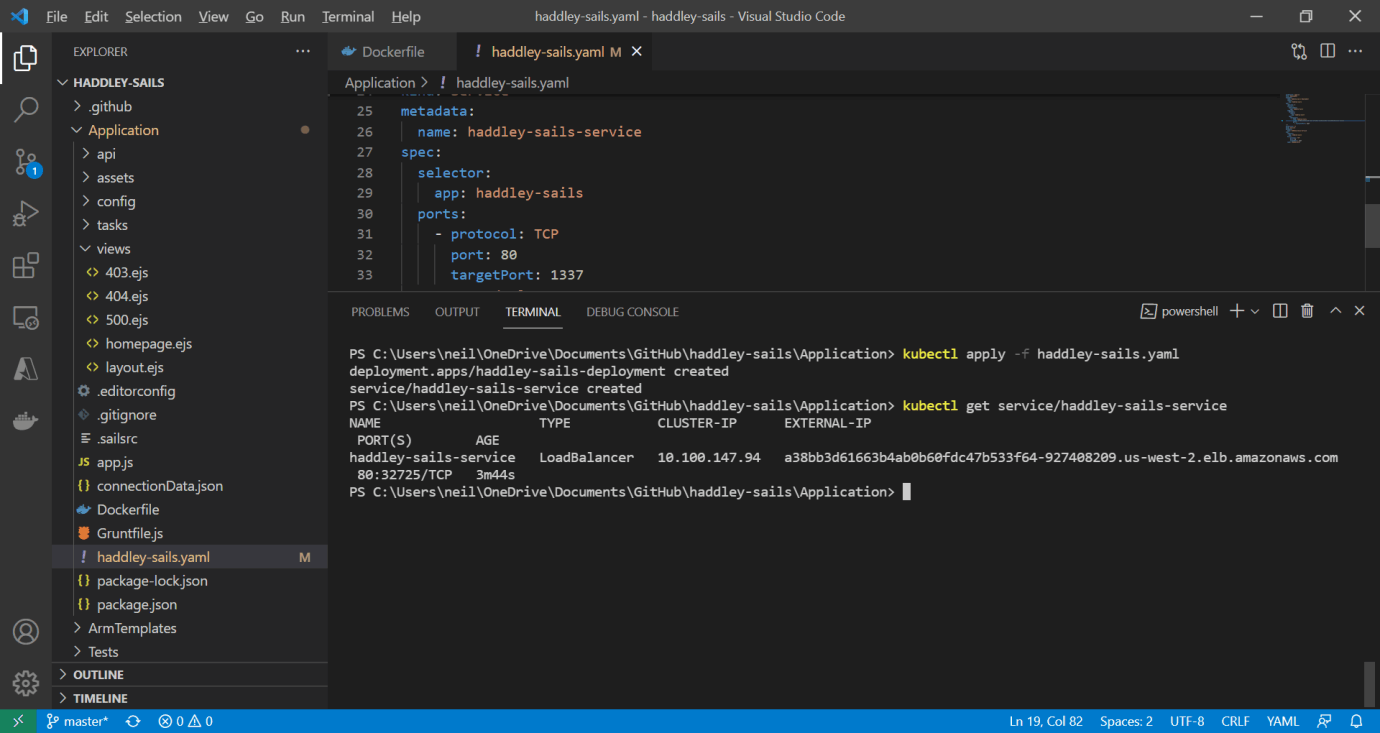 File Edit Selection View Go Run Terminal Help haddley-sails.yaml - haddley-sails - Visual Studio Code
EXPLORER
Dockerfile ! haddley-sails.yaml M
HADDLEY-SAILS
Application > ! haddley-sails.yaml
.github
Application
api
assets
config
tasks
views
403.ejs
404.ejs
500.ejs
homepage.ejs
layout.ejs
.editorconfig
.gitignore
.sailsrc
JS app.js
{} connectionData.json
Dockerfile
Gruntfile.js
! haddley-sails.yaml M
{} package-lock.json
{} package.json
ArmTemplates
Tests
OUTLINE
TIMELINE
1
25 metadata:
26 name: haddley-sails-service
27 spec:
28 selector:
29 app: haddley-sails
30 ports:
31 - protocol: TCP
32 port: 80
33 targetPort: 1337
PROBLEMS OUTPUT TERMINAL DEBUG CONSOLE powershell
PS C:\Users\neil\OneDrive\Documents\GitHub\haddley-sails\Application> kubectl apply -f haddley-sails.yaml
deployment.apps/haddley-sails-deployment created
service/haddley-sails-service created
PS C:\Users\neil\OneDrive\Documents\GitHub\haddley-sails\Application> kubectl get service/haddley-sails-service
NAME TYPE CLUSTER-IP EXTERNAL-IP
PORT(S) AGE
haddley-sails-service LoadBalancer 10.100.147.94 a38bb3d61663b4ab0b60fdc47b533f64-927408209.us-west-2.elb.amazonaws.com
80:32725/TCP 3m44s
PS C:\Users\neil\OneDrive\Documents\GitHub\haddley-sails\Application>
master* 0 0 Ln 19, Col 82 Spaces: 2 UTF-8 CRLF YAML